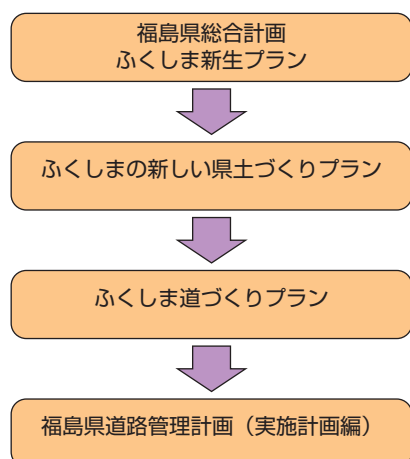 福島県総合計画
ふくしま新生プラン
ふくしまの新しい県土づくりプラン
ふくしま道づくりプラン
福島県道路管理計画（実施計画編）